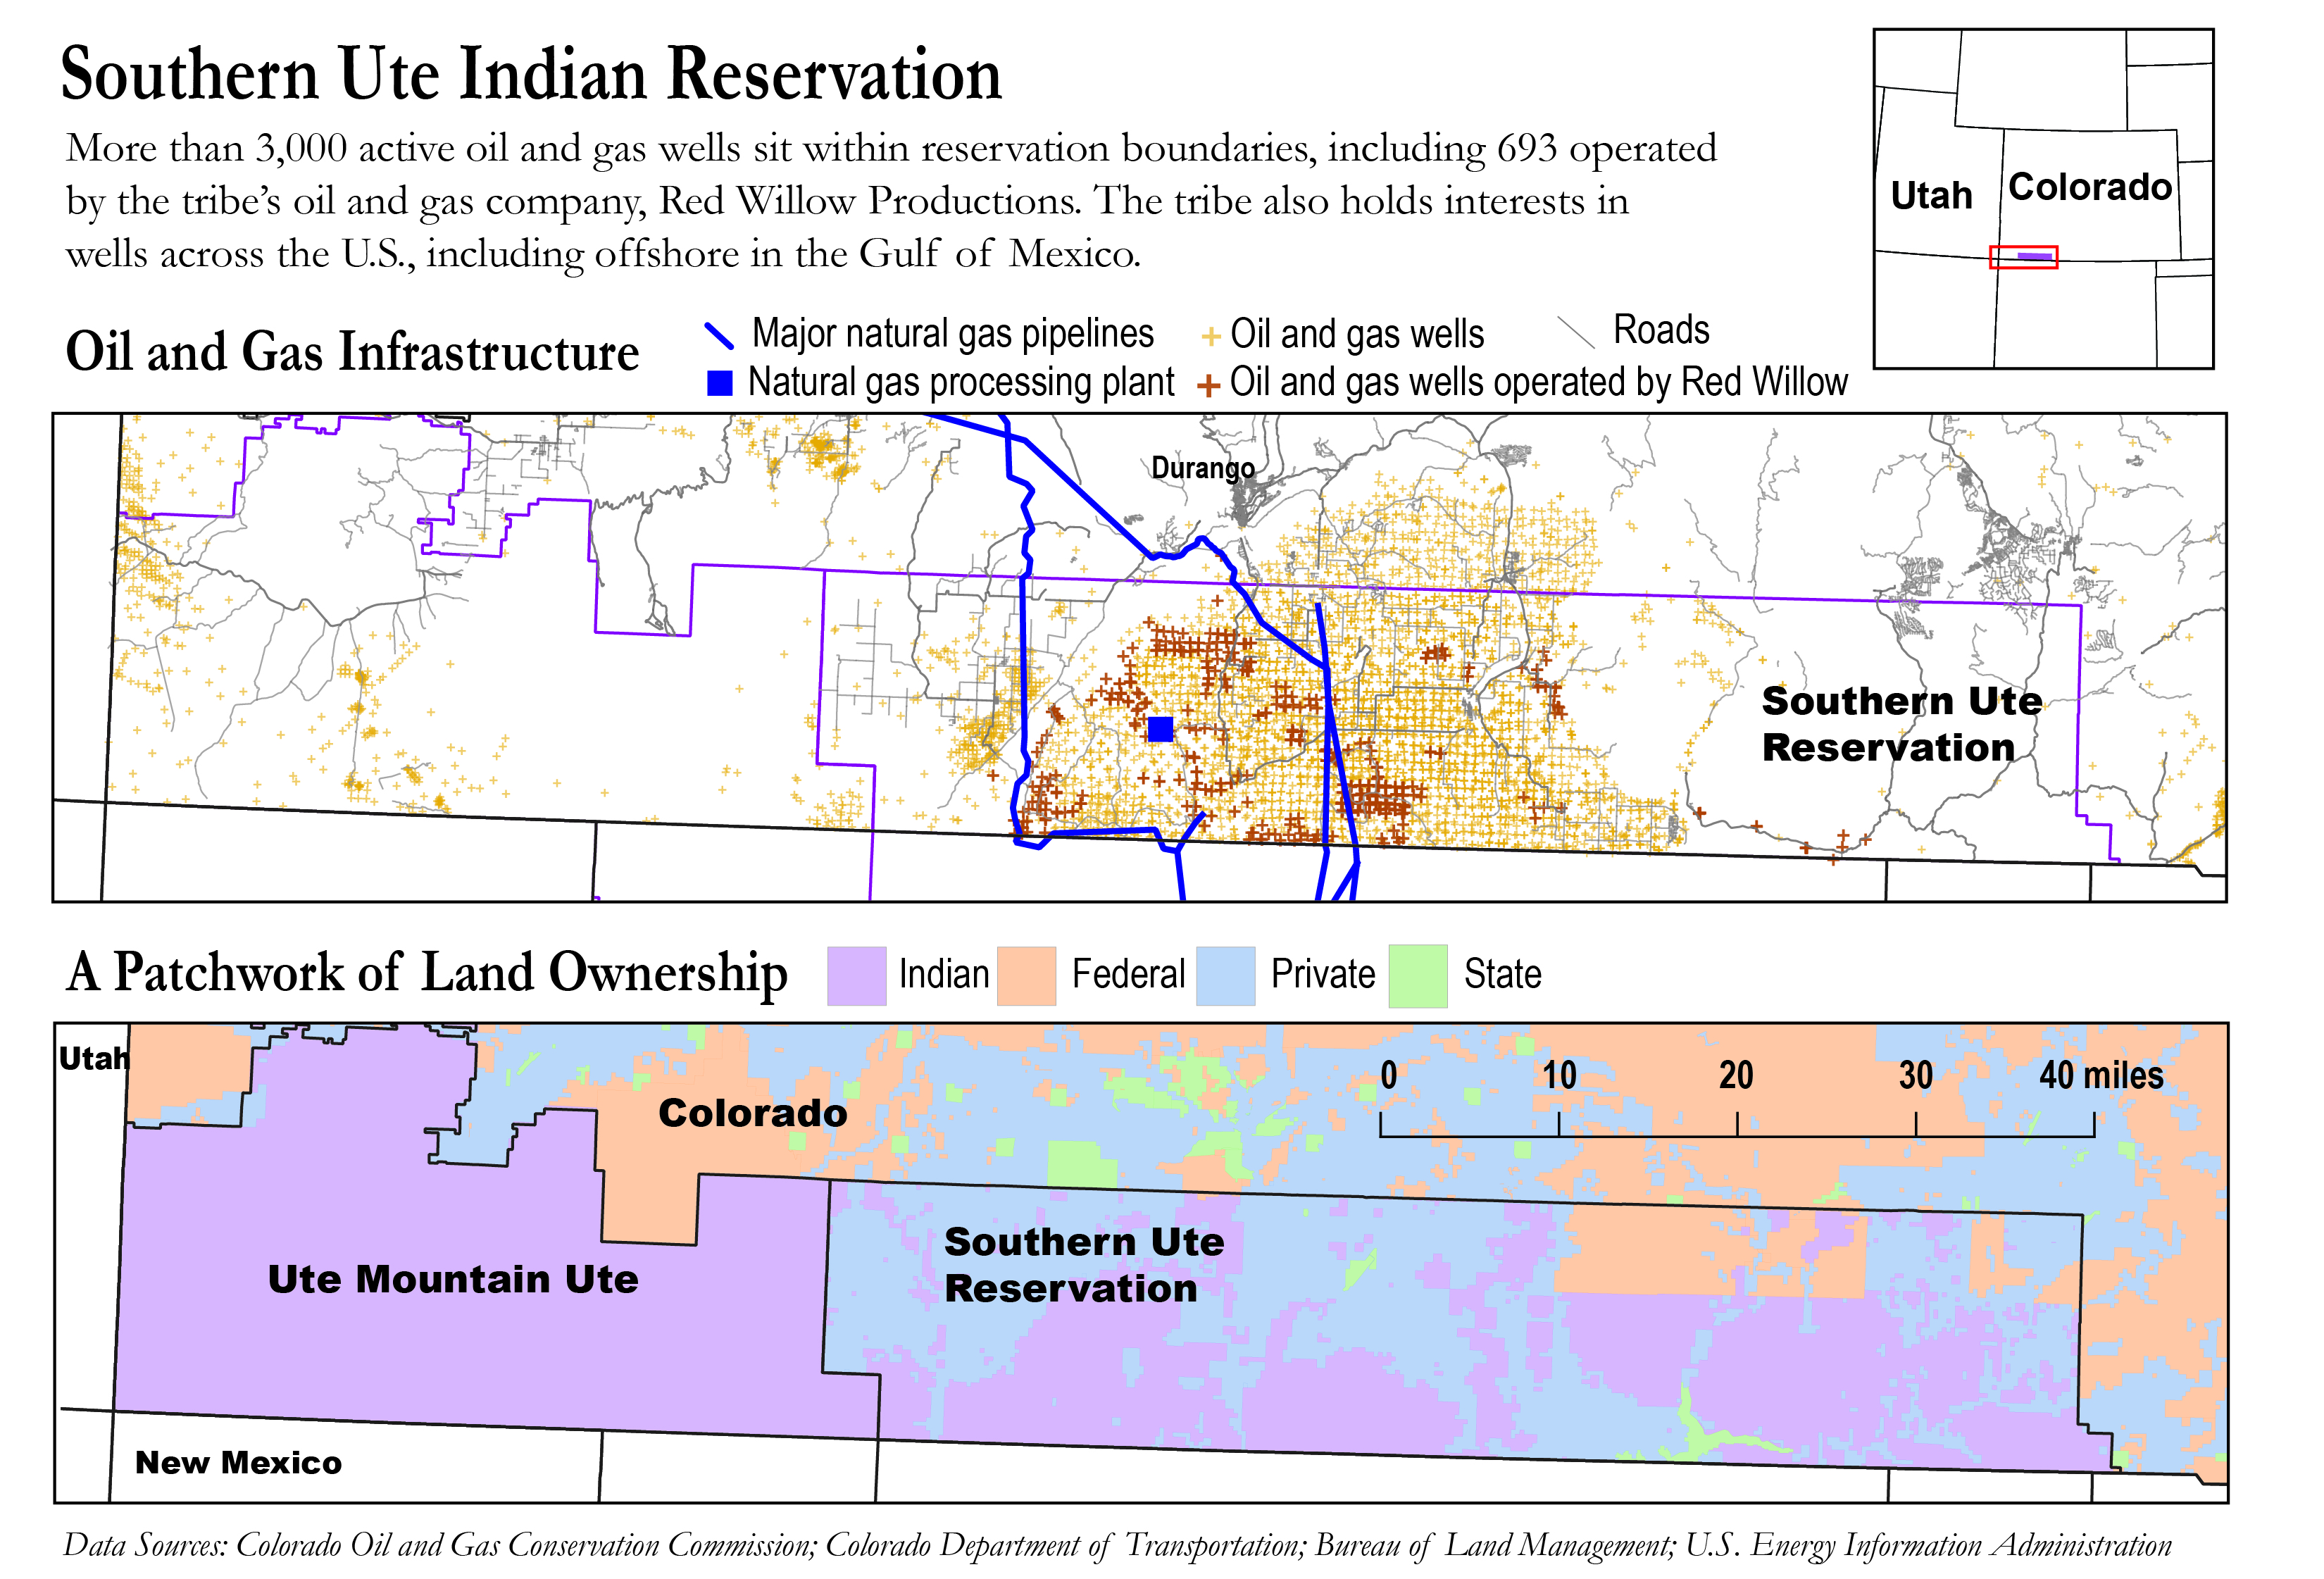 Southern Ute Indian Reservation
More than 3,000 active oil and gas wells sit within reservation boundaries, including 693 operated
by the tribe’s oil and gas company, Red Willow Productions. The tribe also holds interests in
wells across the U.S., including offshore in the Gulf of Mexico.
Utah
Colorado
Oil and Gas Infrastructure
Major natural gas pipelines
Oil and gas wells
Roads
Natural gas processing plant
Oil and gas wells operated by Red Willow
Durango
Southern Ute
Reservation
A Patchwork of Land Ownership
Indian
Federal
Private
State
Utah
0 10 20 30 40 miles
Colorado
Southern Ute
Reservation
Ute Mountain Ute
New Mexico
Data Sources: Colorado Oil and Gas Conservation Commission; Colorado Department of Transportation; Bureau of Land Management; U.S. Energy Information Administration